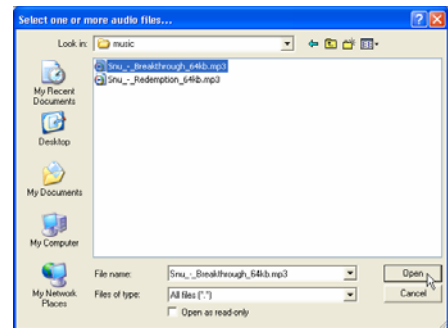 Select one or more audio files...
Look in: music
Snu_-_Breakthrough_64kb.mp3
Snu_-_Redemption_64kb.mp3
My Recent
Documents
Desktop
My Documents
My Computer
My Network
Places
File name: Snu_-_Breakthrough_64kb.mp3 Open
Files of type: All files (*.*) Cancel
Open as read-only